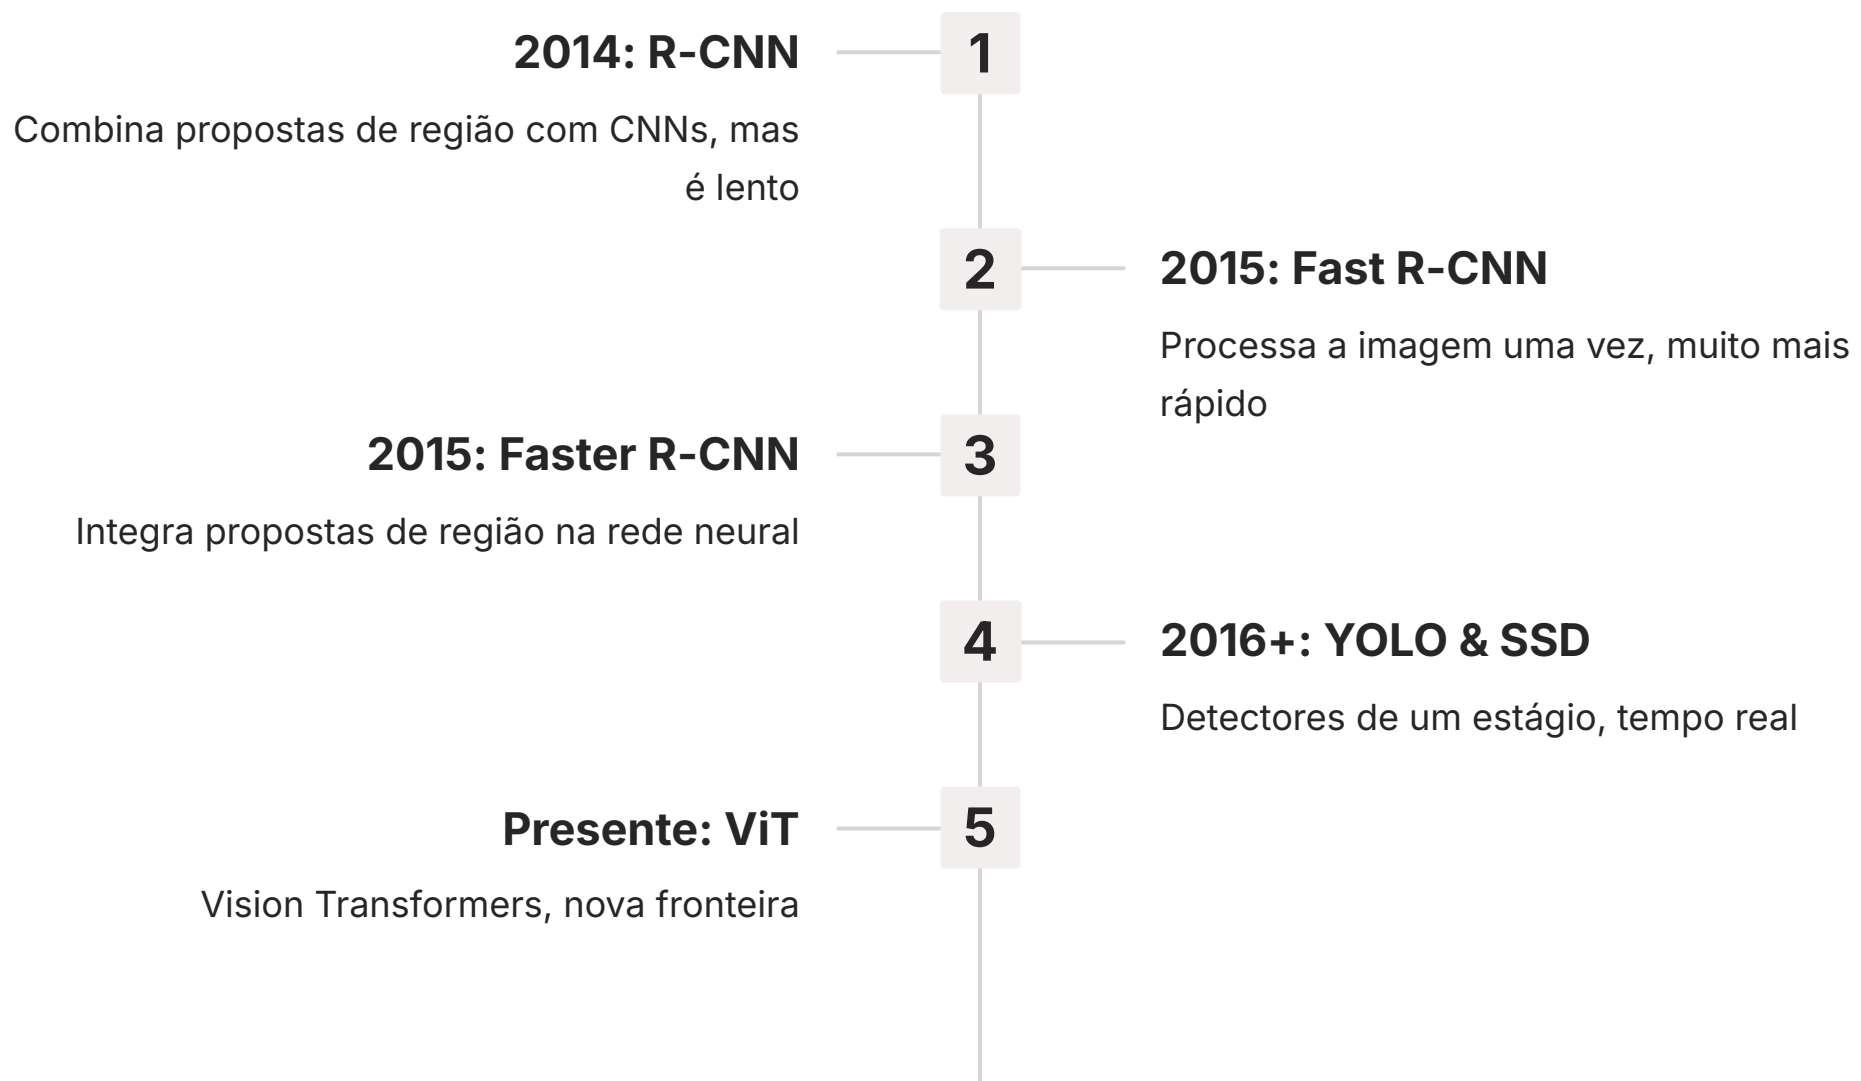 2014: R-CNN
1
Combina propostas de região com CNNs, mas
é lento
2
2015: Fast R-CNN
Processa a imagem uma vez, muito mais
rápido
2015: Faster R-CNN
3
Integra propostas de região na rede neural
4
2016+: YOLO & SSD
Detectores de um estágio, tempo real
Presente: ViT
5
Vision Transformers, nova fronteira